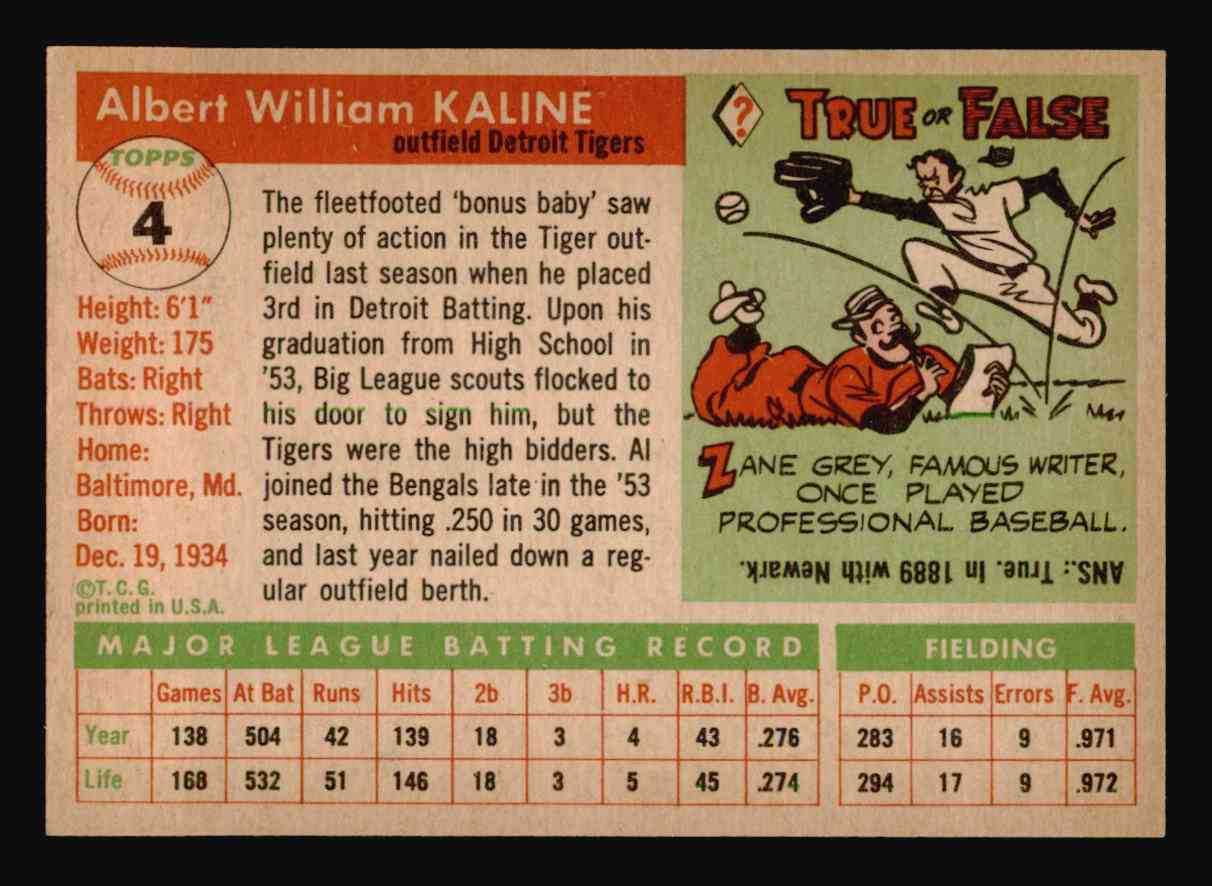 Albert William KALINE
outfield Detroit Tigers
TOPPS
4
Height: 6'1"
Weight: 175
Bats: Right
Throws: Right
Home:
Baltimore, Md.
Born:
Dec. 19, 1934
©T.C.G.
printed in U.S.A.
The fleetfooted 'bonus baby' saw
plenty of action in the Tiger out-
field last season when he placed
3rd in Detroit Batting. Upon his
graduation from High School in
'53, Big League scouts flocked to
his door to sign him, but the
Tigers were the high bidders. Al
joined the Bengals late in the '53
season, hitting .250 in 30 games,
and last year nailed down a reg-
ular outfield berth.
? TRUE OR FALSE
ZANE GREY, FAMOUS WRITER,
ONCE PLAYED
PROFESSIONAL BASEBALL.
ANS.: True. In 1889 with Newark.
MAJOR LEAGUE BATTING RECORD
Games At Bat Runs Hits 2b 3b H.R. R.B.I. B. Avg.
Year 138 504 42 139 18 3 4 43 .276
Life 168 532 51 146 18 3 5 45 .274
FIELDING
P.O. Assists Errors F. Avg.
283 16 9 .971
294 17 9 .972